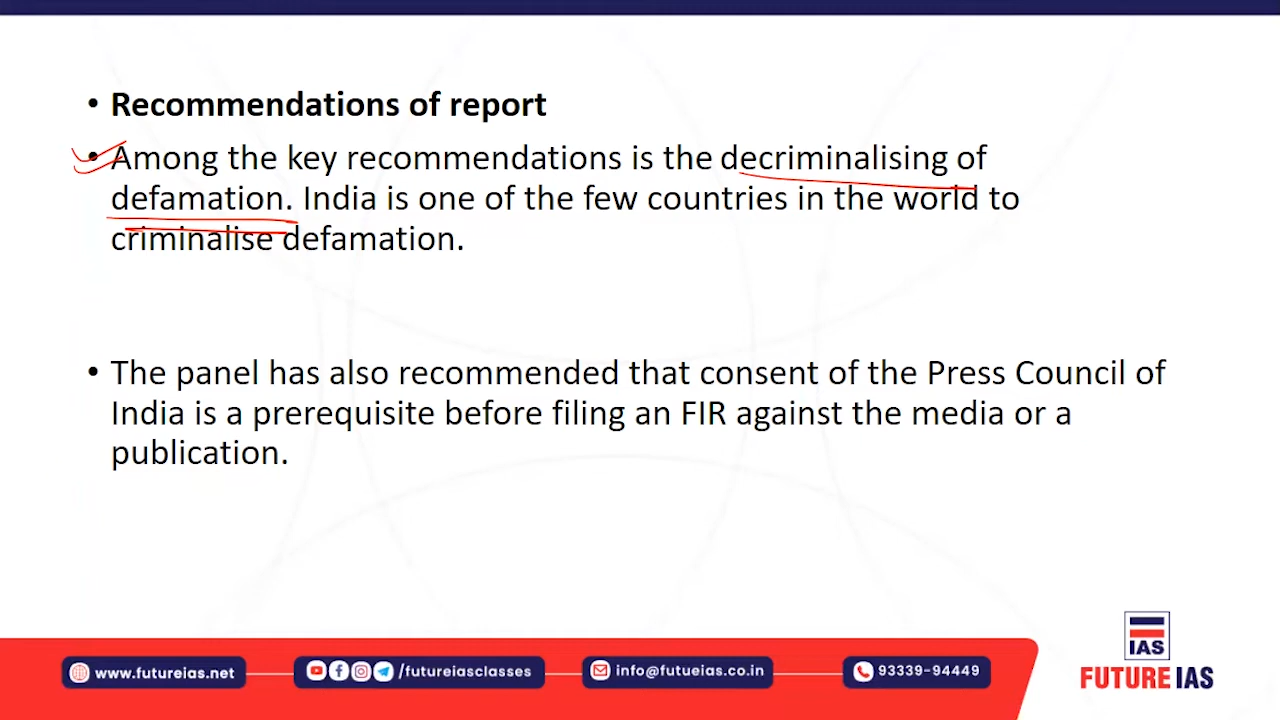 • Recommendations of report
• Among the key recommendations is the decriminalising of
defamation. India is one of the few countries in the world to
criminalise defamation.
• The panel has also recommended that consent of the Press Council of
India is a prerequisite before filing an FIR against the media or a
publication.
IAS
FUTURE IAS
www.futureias.net
/futureiasclasses
info@futueias.co.in
93339-94449